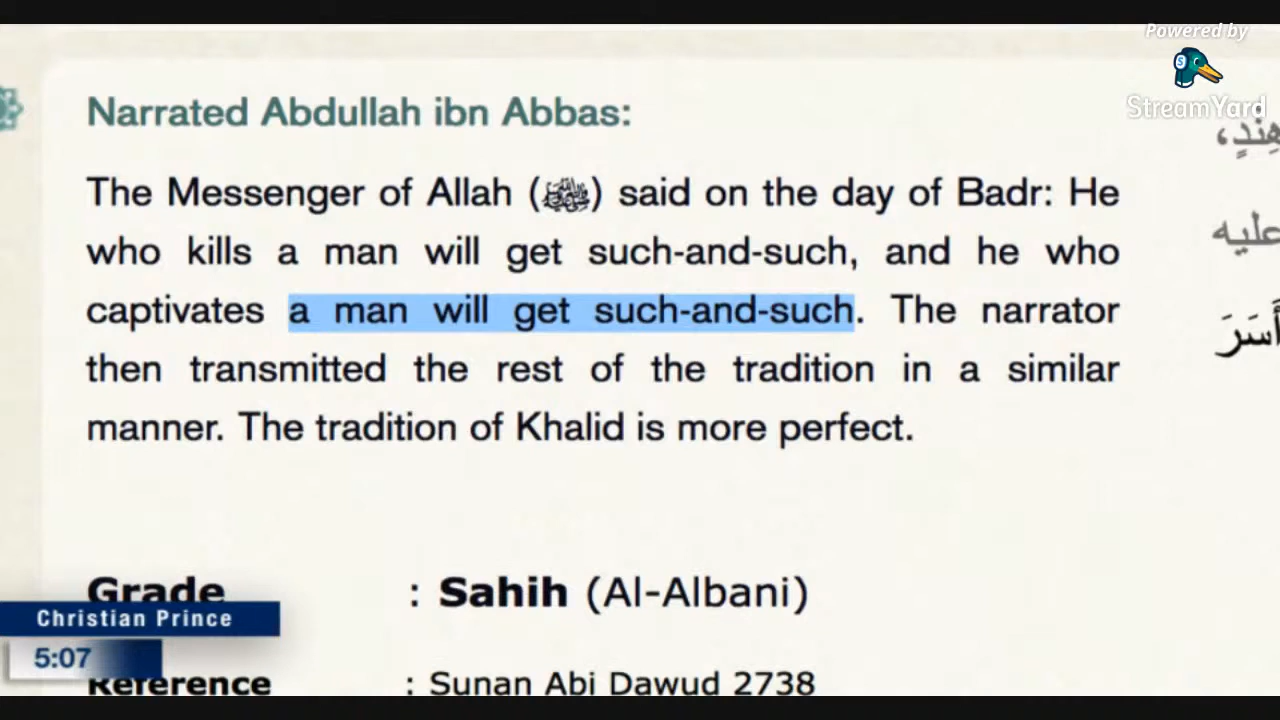 Powered by
StreamYard
Narrated Abdullah ibn Abbas:
The Messenger of Allah (ﷺ) said on the day of Badr: He
who kills a man will get such-and-such, and he who
captivates a man will get such-and-such. The narrator
then transmitted the rest of the tradition in a similar
manner. The tradition of Khalid is more perfect.
هِنْدٍ،
عليه
أَسَرَ
Grade : Sahih (Al-Albani)
Christian Prince
5:07
Reference : Sunan Abi Dawud 2738